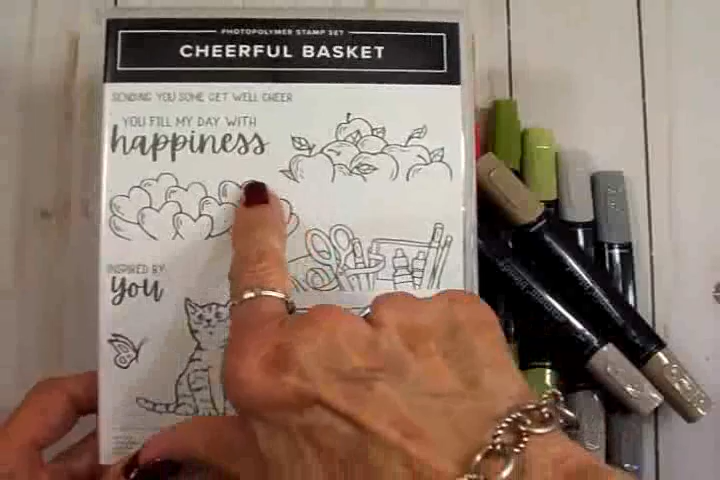 PHOTOPOLYMER STAMP SET
CHEERFUL BASKET
SENDING YOU SOME GET WELL CHEER
YOU FILL MY DAY WITH
happiness
INSPIRED BY
you